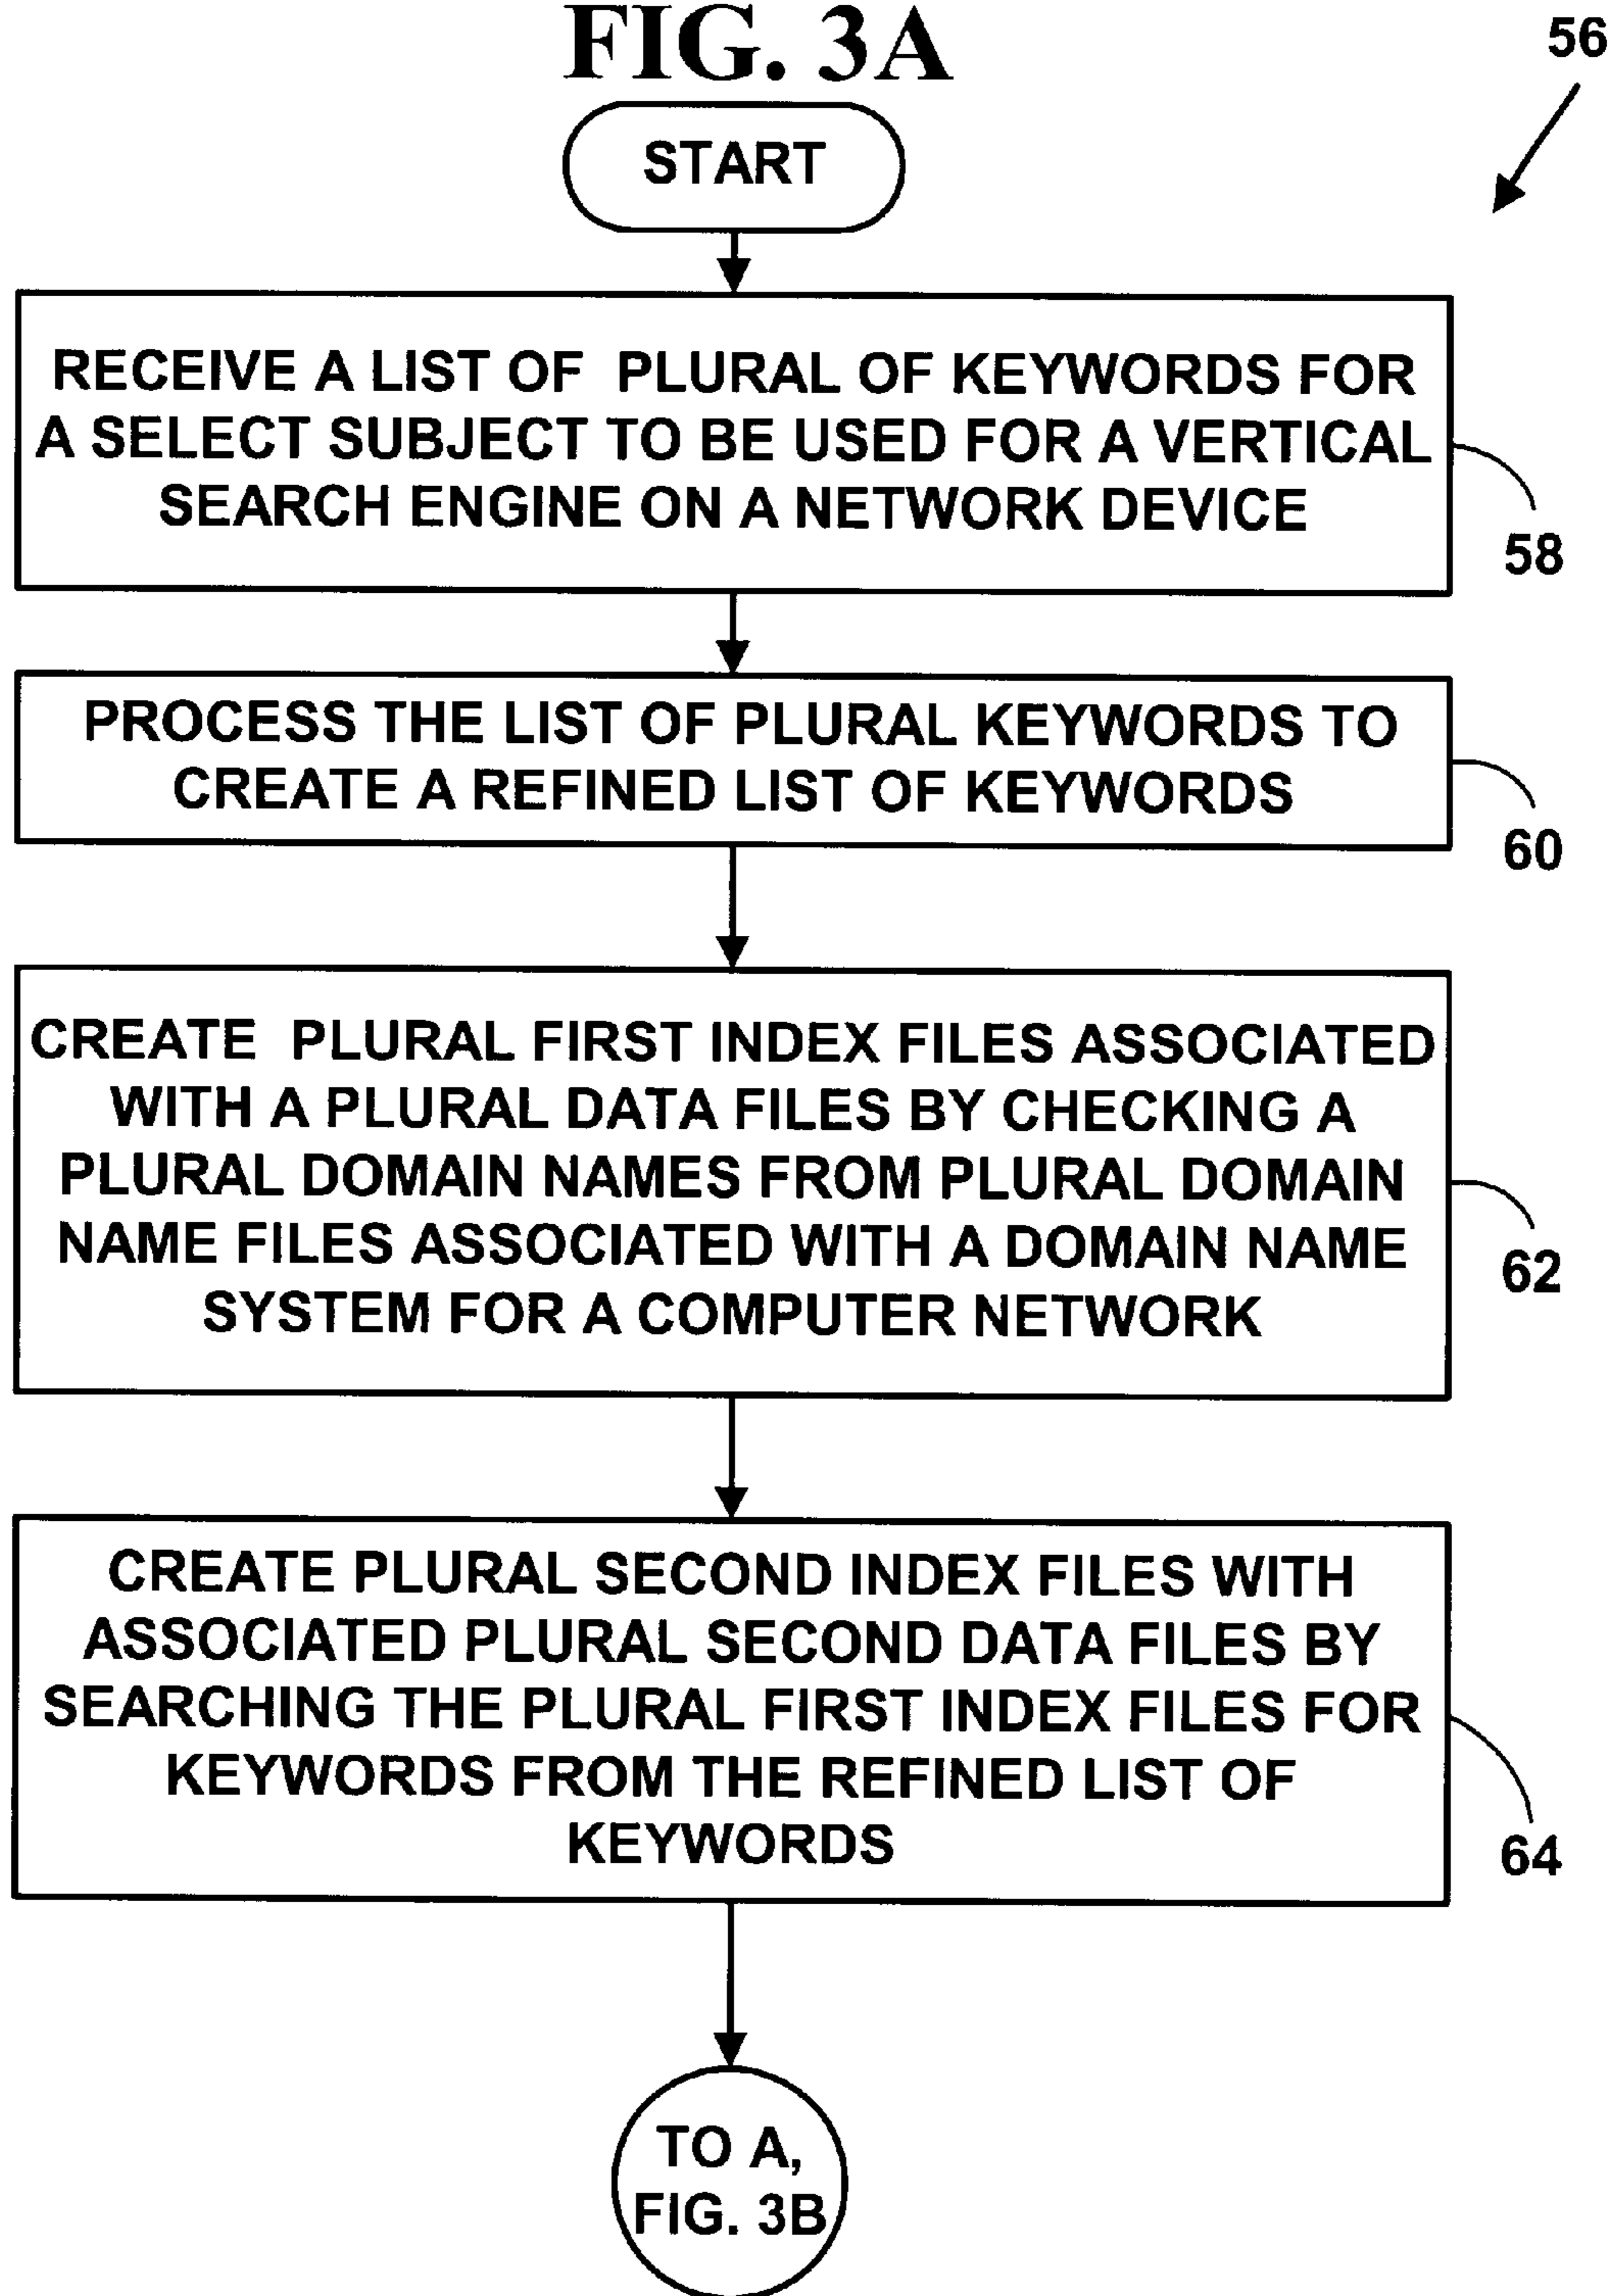 FIG. 3A
56
START
RECEIVE A LIST OF PLURAL OF KEYWORDS FOR
A SELECT SUBJECT TO BE USED FOR A VERTICAL
SEARCH ENGINE ON A NETWORK DEVICE
58
PROCESS THE LIST OF PLURAL KEYWORDS TO
CREATE A REFINED LIST OF KEYWORDS
60
CREATE PLURAL FIRST INDEX FILES ASSOCIATED
WITH A PLURAL DATA FILES BY CHECKING A
PLURAL DOMAIN NAMES FROM PLURAL DOMAIN
NAME FILES ASSOCIATED WITH A DOMAIN NAME
SYSTEM FOR A COMPUTER NETWORK
62
CREATE PLURAL SECOND INDEX FILES WITH
ASSOCIATED PLURAL SECOND DATA FILES BY
SEARCHING THE PLURAL FIRST INDEX FILES FOR
KEYWORDS FROM THE REFINED LIST OF
KEYWORDS
64
TO A,
FIG. 3B